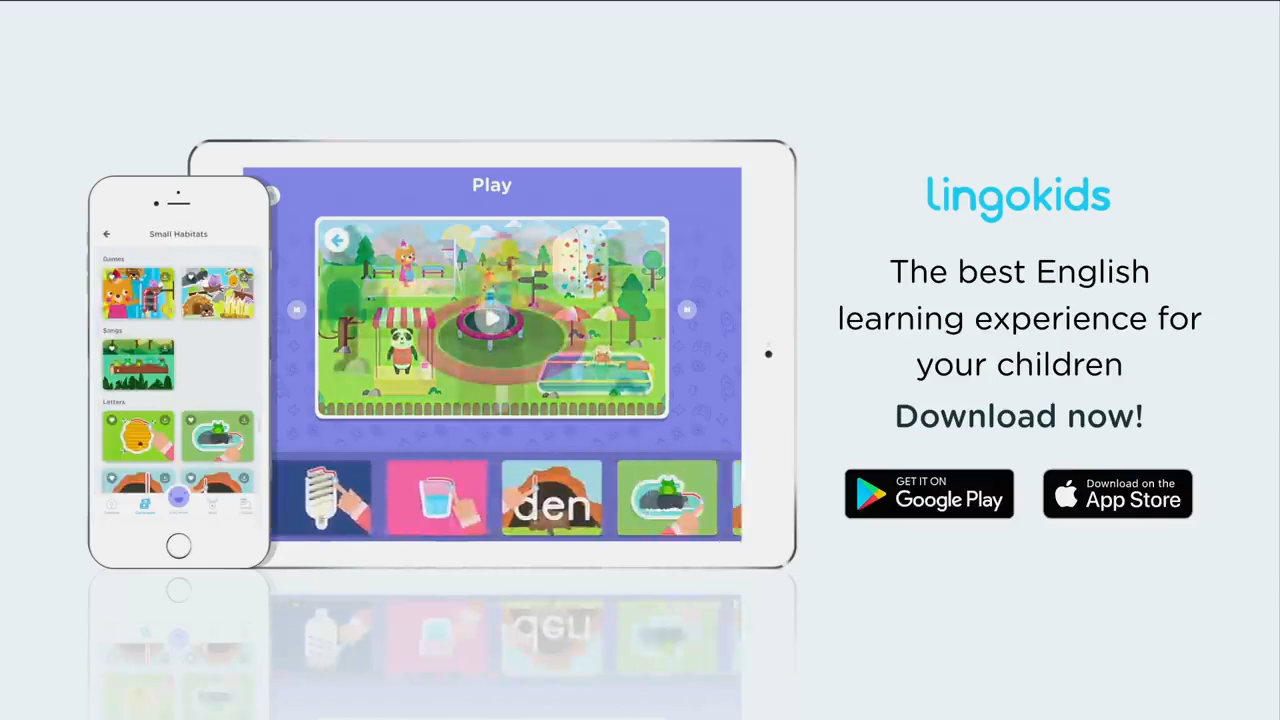 Play
Small Habitats
Games
Songs
Letters
den
lingokids
The best English
learning experience for
your children
Download now!
GET IT ON
Google Play
Download on the
App Store